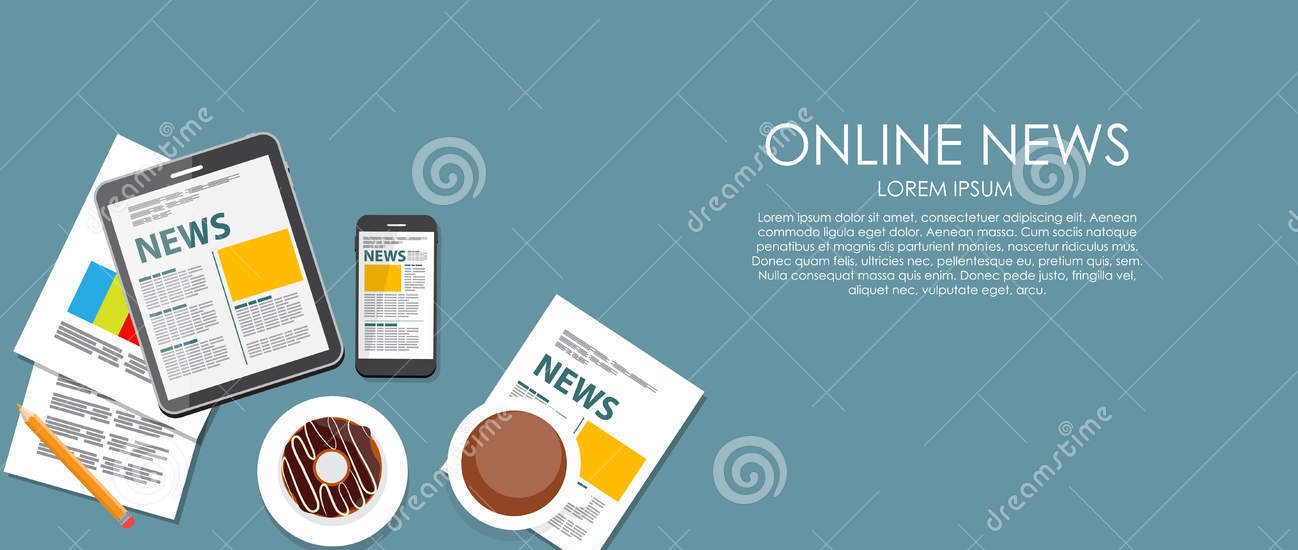 ONLINE NEWS
LOREM IPSUM
Lorem ipsum dolor sit amet, consectetuer adipiscing elit. Aenean
commodo ligula eget dolor. Aenean massa. Cum sociis natoque
penatibus et magnis dis parturient montes, nascetur ridiculus mus.
Donec quam felis, ultricies nec, pellentesque eu, pretium quis, sem.
Nulla consequat massa quis enim. Donec pede justo, fringilla vel,
aliquet nec, vulputate eget, arcu.
NEWS
NEWS
NEWS
dreamstime
dreamstime
dreamstime
dreamstime
dreamstime
dreamstime